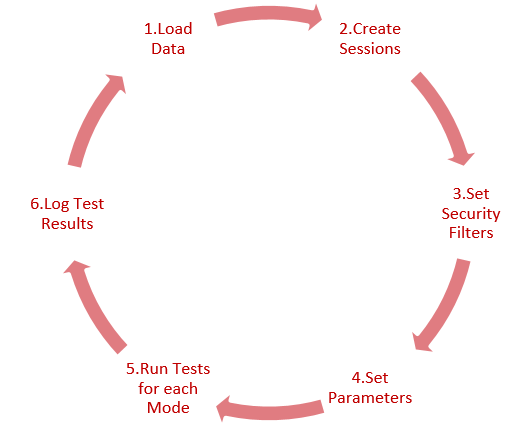 1.Load
Data
2.Create
Sessions
3.Set
Security
Filters
4.Set
Parameters
5.Run Tests
for each
Mode
6.Log Test
Results